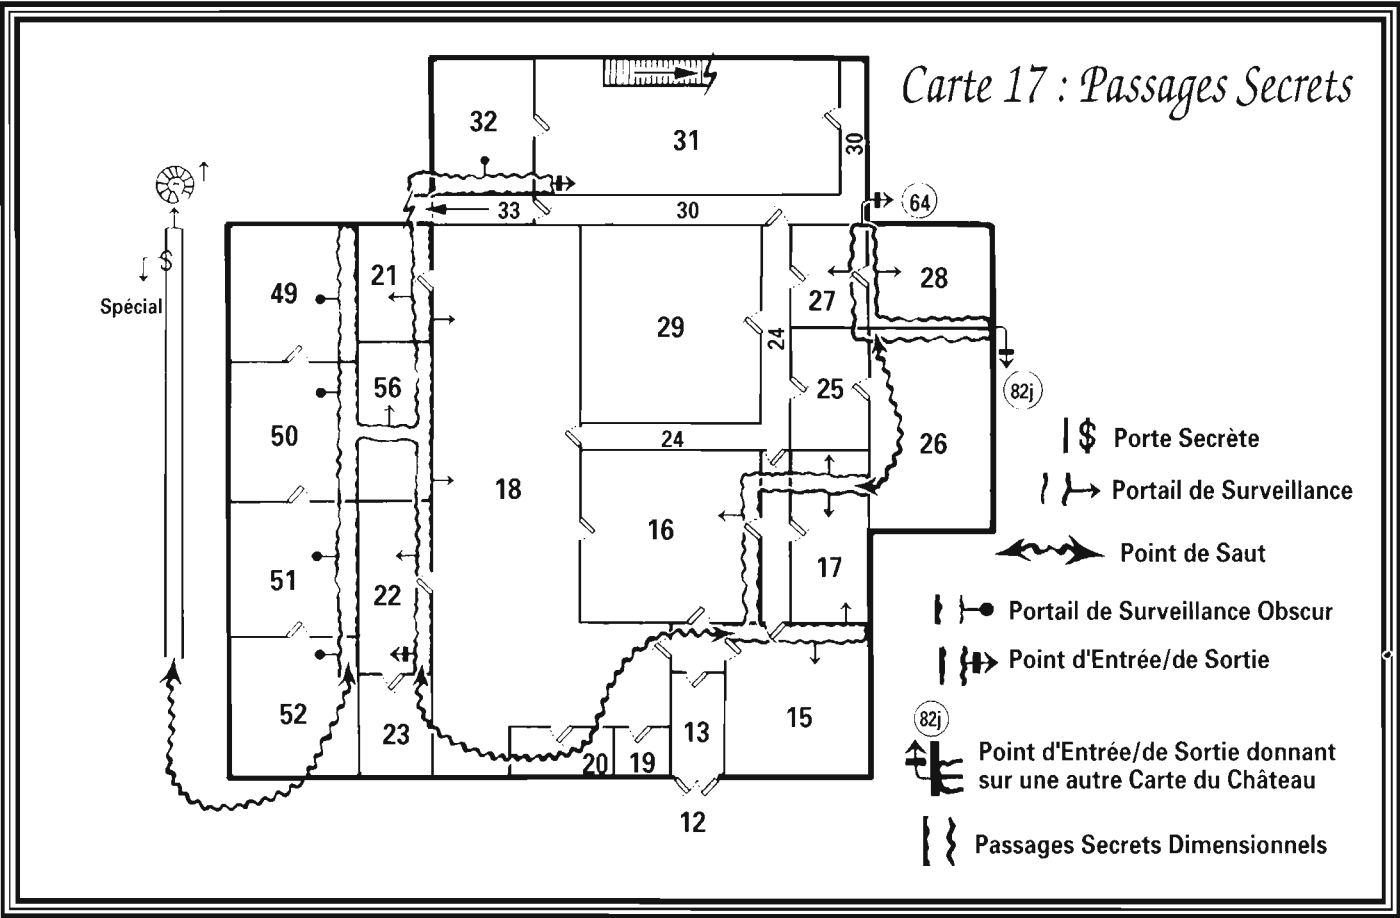 Carte 17 : Passages Secrets
32
31
30
33
30
64
Spécial
$
49
21
29
24
27
28
82j
56
25
50
24
26
18
16
17
51
22
52
23
20
19
13
15
12
$ Porte Secrète
Portail de Surveillance
Point de Saut
Portail de Surveillance Obscur
Point d'Entrée/de Sortie
82j
Point d'Entrée/de Sortie donnant
sur une autre Carte du Château
Passages Secrets Dimensionnels